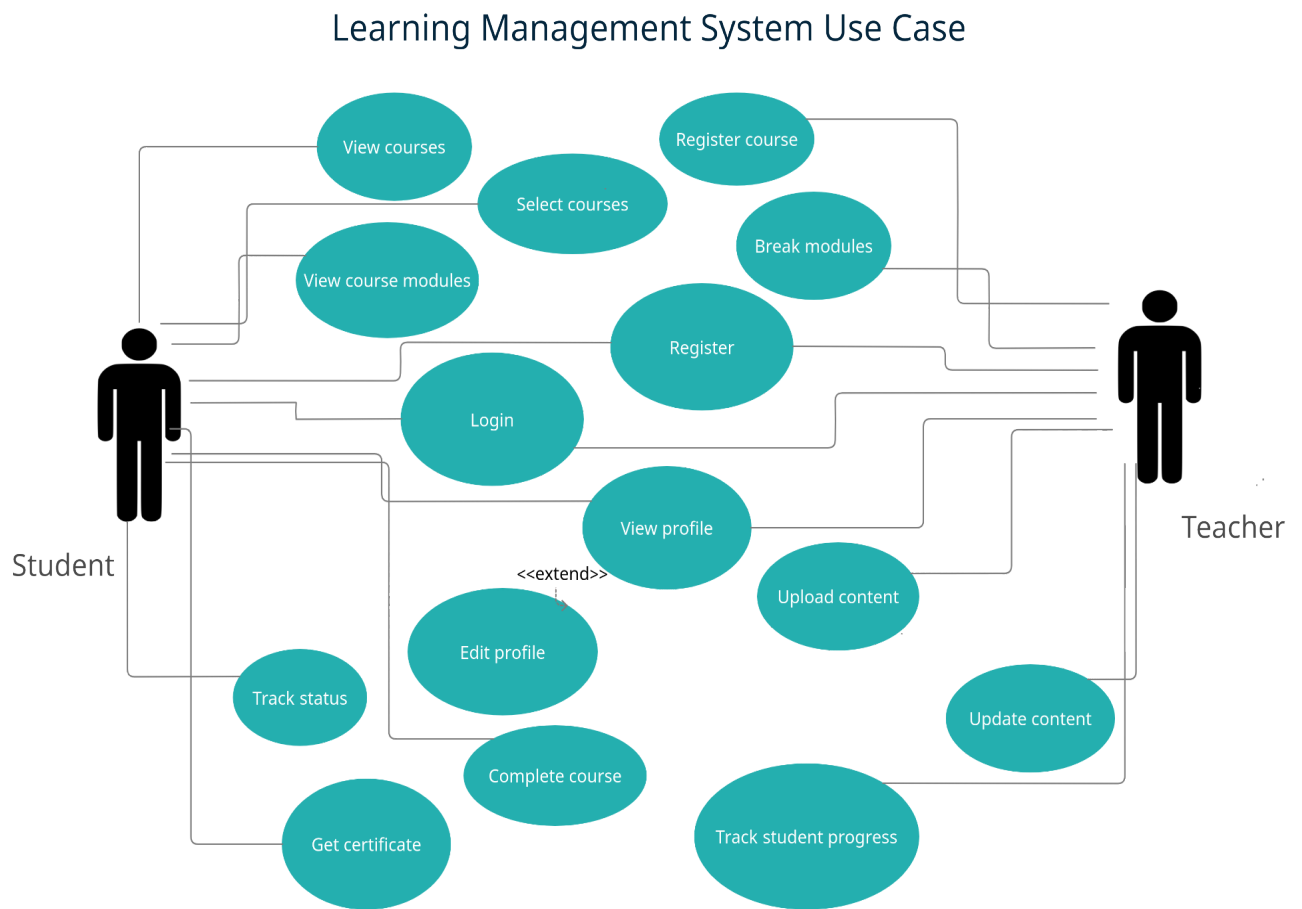 Learning Management System Use Case
View courses
Register course
Select courses
Break modules
View course modules
Register
Login
View profile
Teacher
Student
<<extend>>
Upload content
Edit profile
Track status
Update content
Complete course
Track student progress
Get certificate